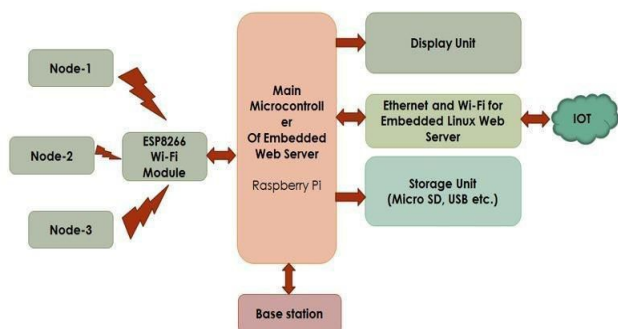 Node-1
Node-2
Node-3
ESP8266
Wi-Fi
Module
Main
Microcontroll
er
Of Embedded
Web Server
Raspberry PI
Base station
Display Unit
Ethernet and Wi-Fi for
Embedded Linux Web
Server
Storage Unit
(Micro SD, USB etc.)
IOT